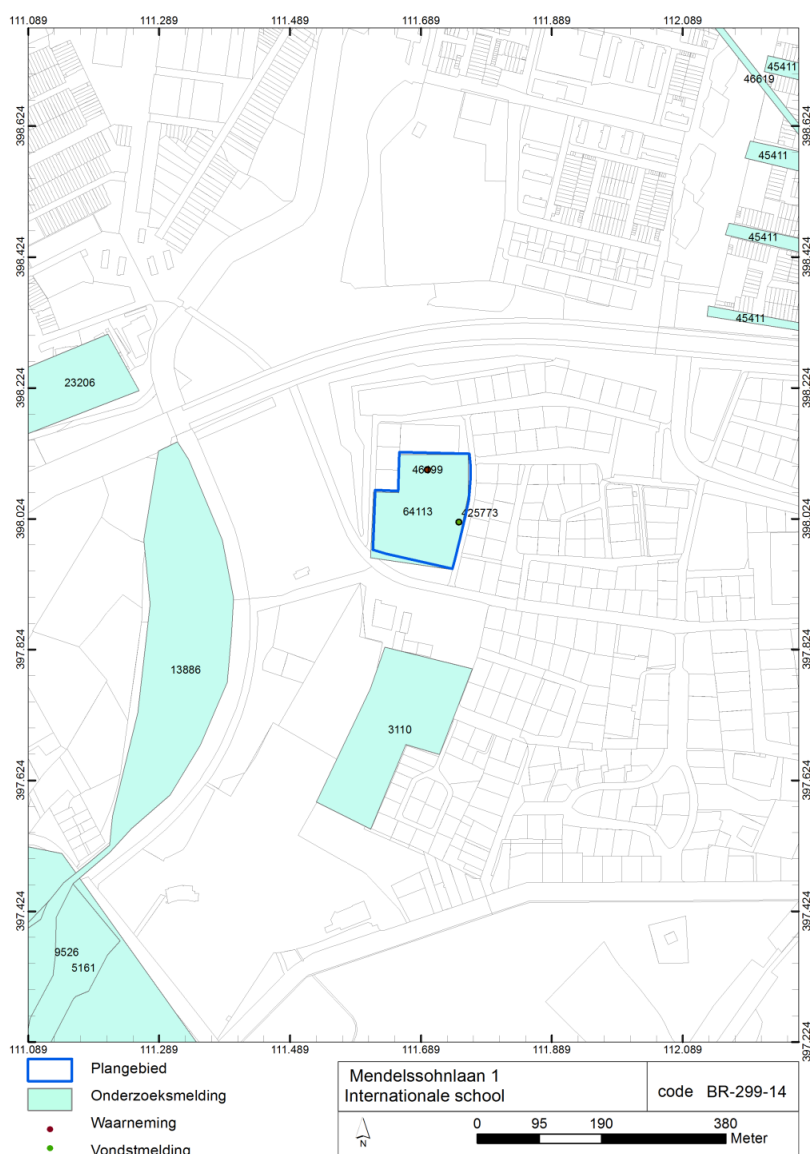 111.089 111.289 111.489 111.689 111.889 112.089
45411
46619
398.624 398.624
45411
398.424 45411 398.424
45411
398.224 23206 398.224
398.024 64113 425773 398.024
397.824 397.824
13886
3110
397.624 397.624
397.424 397.424
9526
5161
397.224
111.089 111.289 111.489 111.689 111.889 112.089
Plangebied
Onderzoeksmelding
Waarneming
Vondstmelding
Mendelssohnlaan 1
Internationale school
code BR-299-14
N
0 95 190 380
Meter